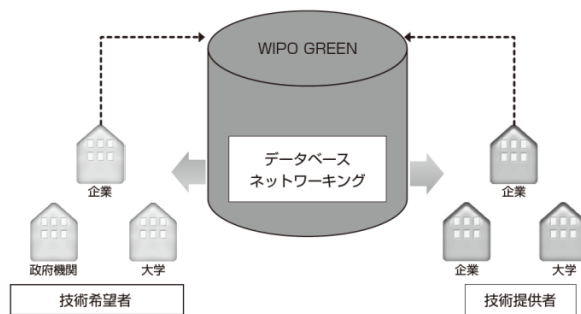 WIPO GREEN
データベース
ネットワーキング
企業
政府機関
大学
技術希望者
企業
企業
大学
技術提供者